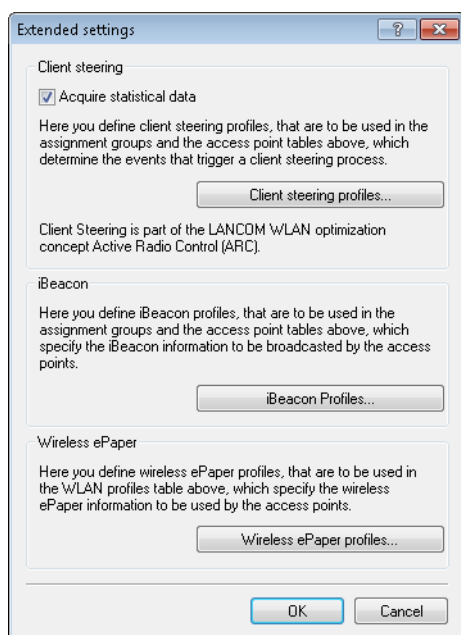 Extended settings
Client steering
Acquire statistical data
Here you define client steering profiles, that are to be used in the
assignment groups and the access point tables above, which
determine the events that trigger a client steering process.
Client steering profiles...
Client Steering is part of the LANCOM WLAN optimization
concept Active Radio Control (ARC).
iBeacon
Here you define iBeacon profiles, that are to be used in the
assignment groups and the access point tables above, which
specify the iBeacon information to be broadcasted by the access
points.
iBeacon Profiles...
Wireless ePaper
Here you define wireless ePaper profiles, that are to be used in
the WLAN profiles table above, which specify the wireless
ePaper information to be used by the access points.
Wireless ePaper profiles...
OK
Cancel